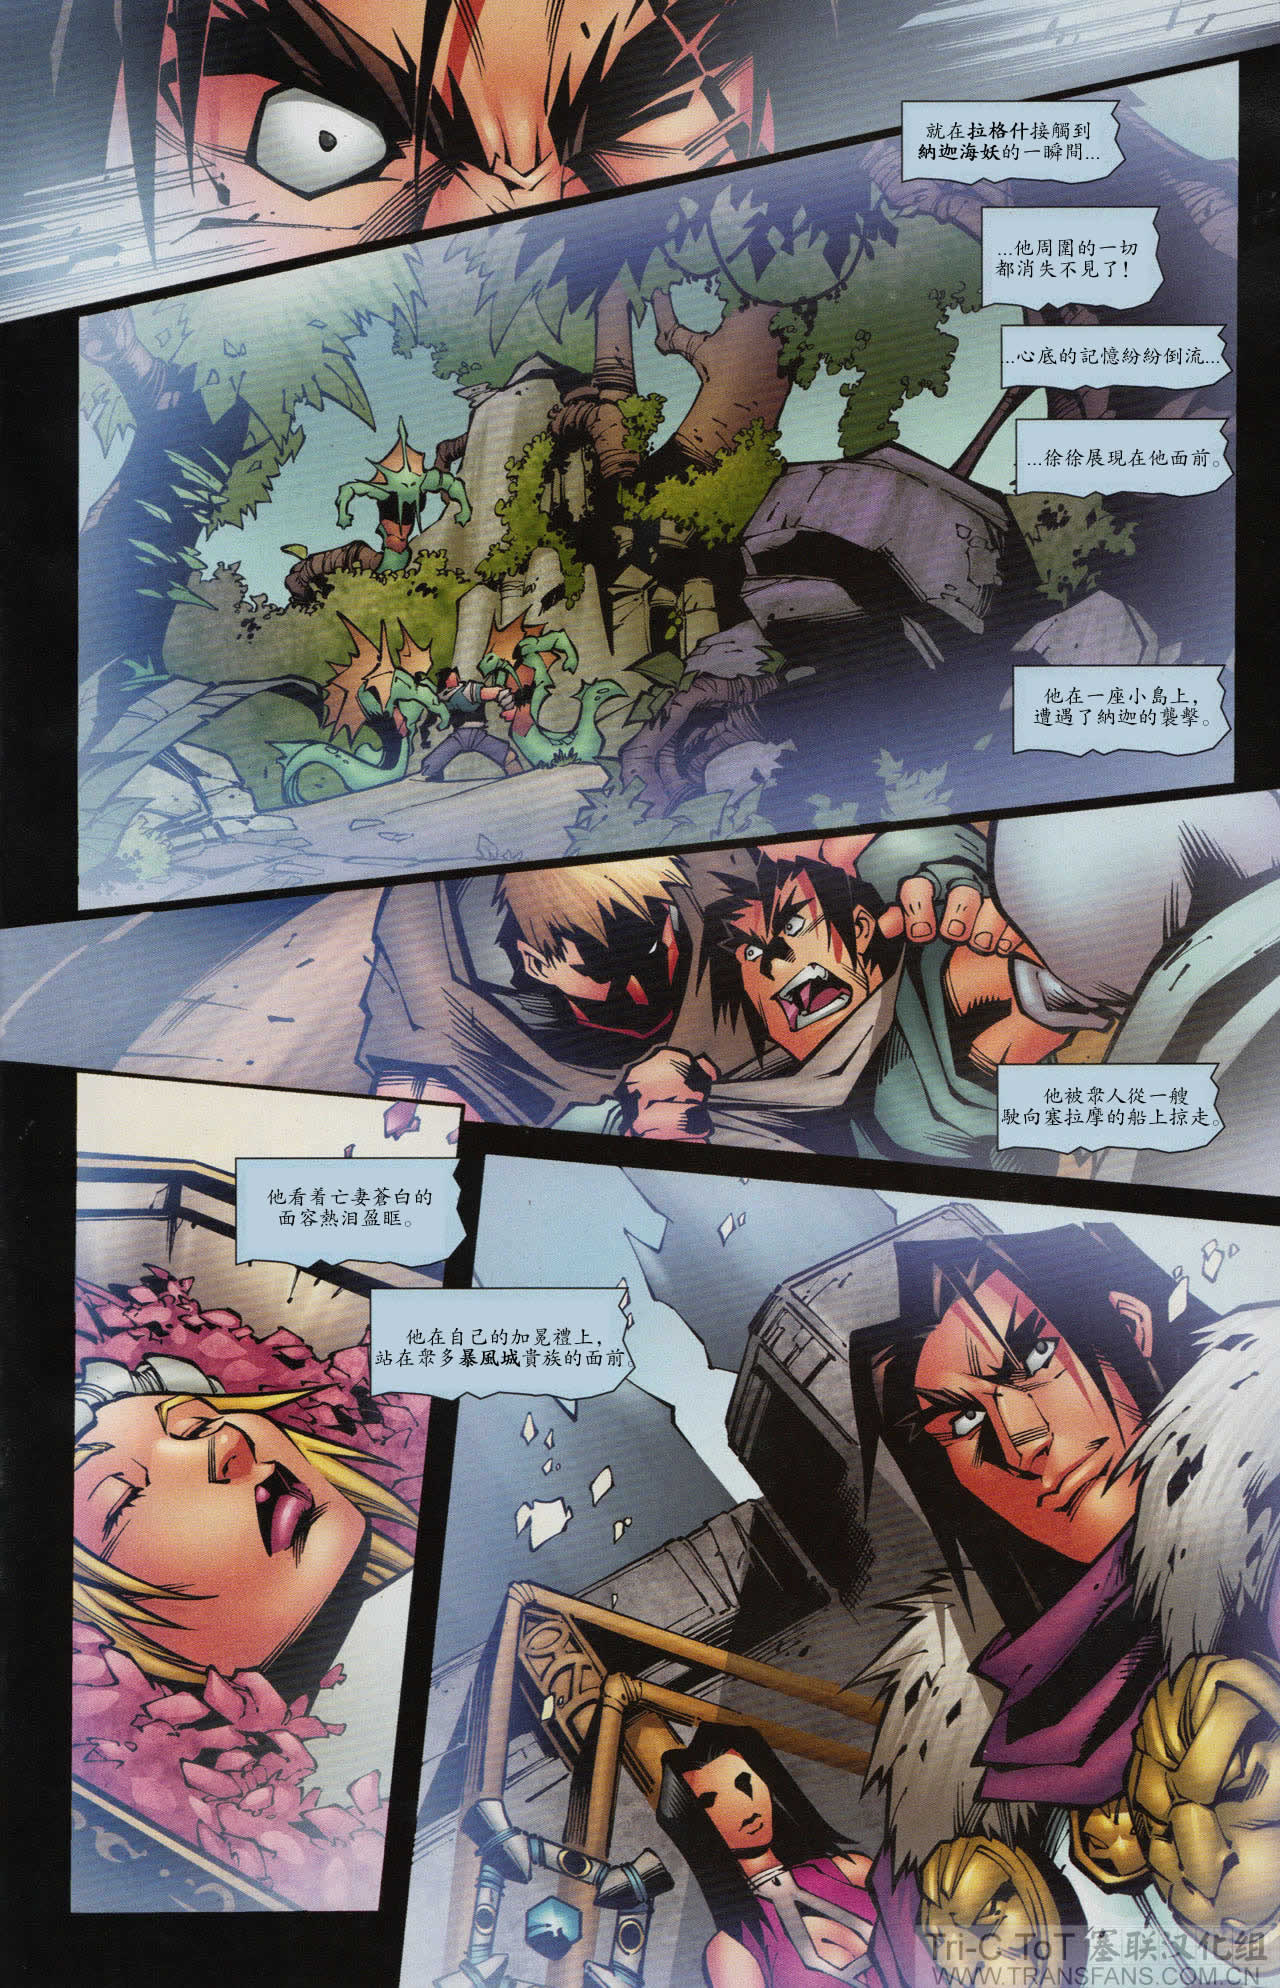 就在拉格什接觸到
納迦海妖的一瞬間...
...他周圍的一切
都消失不見了！
...心底的記憶紛紛倒流...
...徐徐展現在他面前。
他在一座小島上，
遭遇了納迦的襲擊。
他被眾人從一艘
駛向塞拉摩的船上掠走。
他看着亡妻蒼白的
面容熱泪盈眶。
他在自己的加冕禮上，
站在眾多暴風城貴族的面前。
Tri-C ToT 塞联汉化组
WWW.TRANSFANS.COM.CN